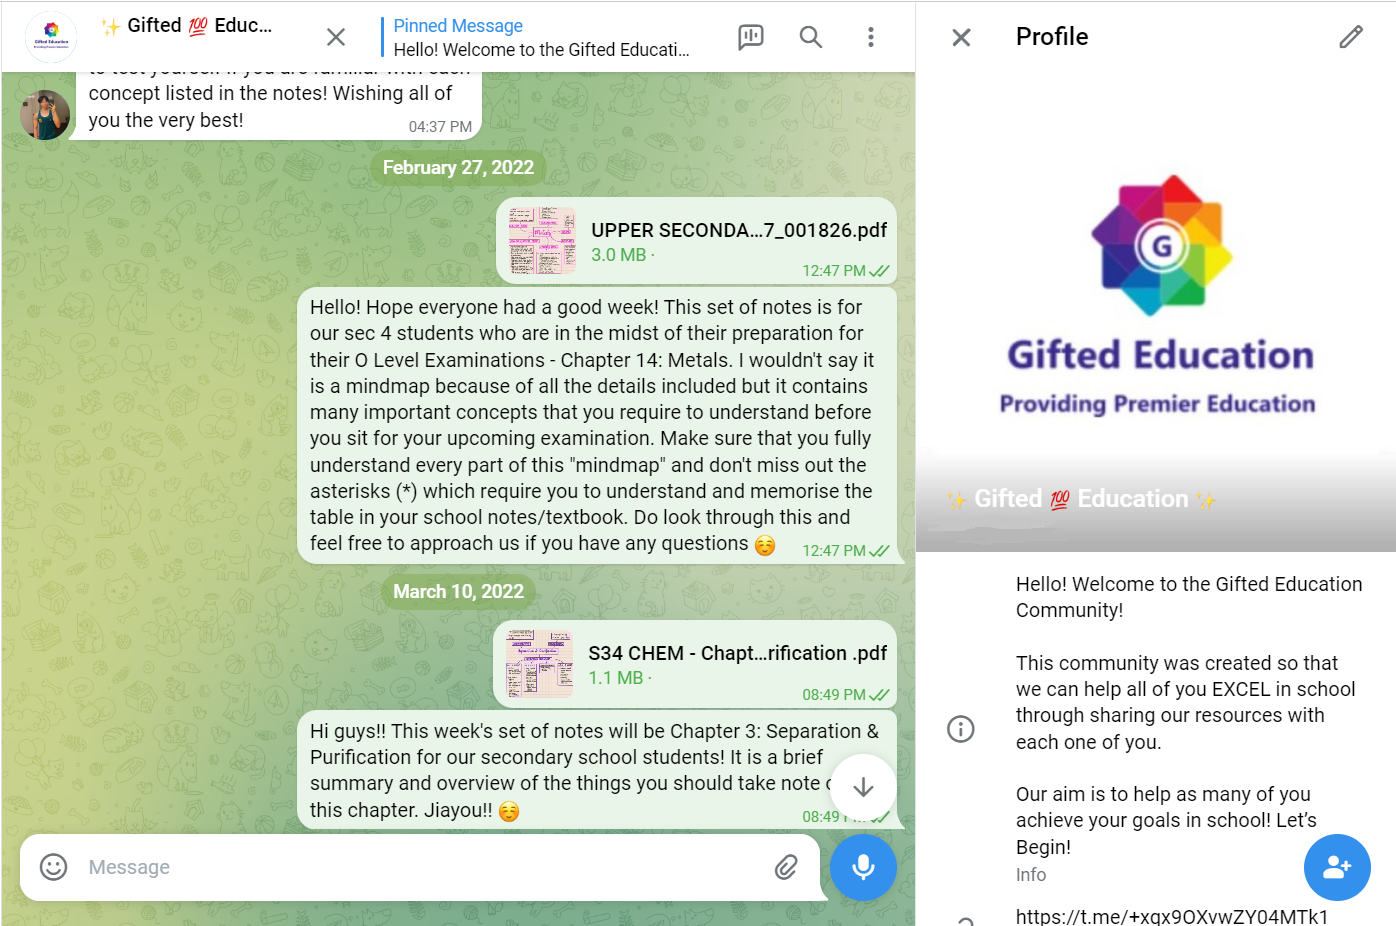 ✨ Gifted 💯 Educ...
Pinned Message
Hello! Welcome to the Gifted Educati...
concept listed in the notes! Wishing all of
you the very best!
04:37 PM
February 27, 2022
UPPER SECONDA...7_001826.pdf
3.0 MB ·
12:47 PM
Hello! Hope everyone had a good week! This set of notes is for
our sec 4 students who are in the midst of their preparation for
their O Level Examinations - Chapter 14: Metals. I wouldn't say it
is a mindmap because of all the details included but it contains
many important concepts that you require to understand before
you sit for your upcoming examination. Make sure that you fully
understand every part of this "mindmap" and don't miss out the
asterisks (*) which require you to understand and memorise the
table in your school notes/textbook. Do look through this and
feel free to approach us if you have any questions ☺️
12:47 PM
March 10, 2022
S34 CHEM - Chapt...rification .pdf
1.1 MB ·
08:49 PM
Hi guys!! This week's set of notes will be Chapter 3: Separation &
Purification for our secondary school students! It is a brief
summary and overview of the things you should take note
this chapter. Jiayou!! ☺️
08:49
Message
Profile
G
Gifted Education
Providing Premier Education
✨ Gifted 💯 Education ✨
Hello! Welcome to the Gifted Education
Community!
This community was created so that
we can help all of you EXCEL in school
through sharing our resources with
each one of you.
Our aim is to help as many of you
achieve your goals in school! Let's
Begin!
Info
https://t.me/+xqx9OXvwZY04MTk1